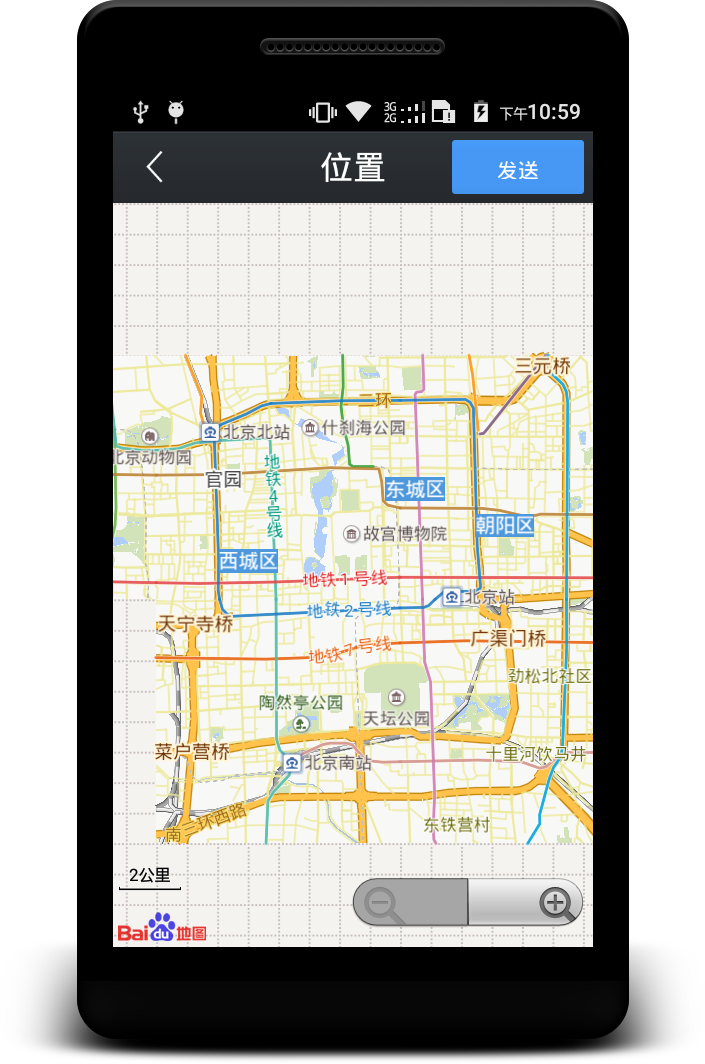 3G
2G
下午10:59
位置
发送
三元桥
二环
北京北站
什刹海公园
北京动物园
官园
地铁4号线
东城区
朝阳区
故宫博物院
西城区
地铁1号线
北京站
地铁2号线
天宁寺桥
广渠门桥
地铁7号线
劲松北社区
陶然亭公园
天坛公园
菜户营桥
十里河饮马井
北京南站
南三环西路
东铁营村
2公里
Bai du 地图